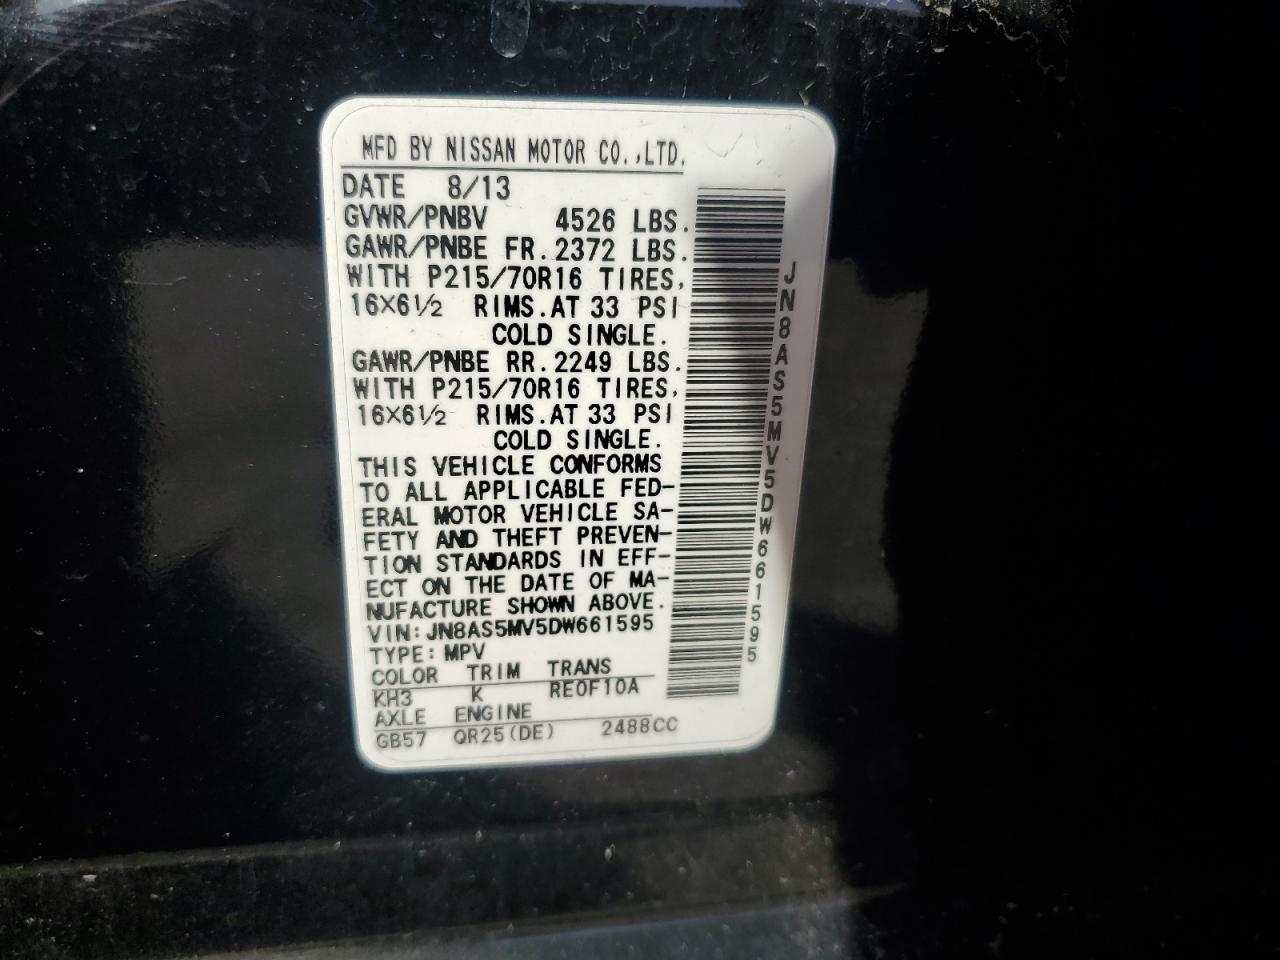 MFD BY NISSAN MOTOR CO.,LTD.
DATE 8/13
GVWR/PNBV 4526 LBS.
GAWR/PNBE FR. 2372 LBS.
WITH P215/70R16 TIRES,
16X6½ RIMS. AT 33 PSI
COLD SINGLE.
GAWR/PNBE RR. 2249 LBS.
WITH P215/70R16 TIRES,
16X6½ RIMS. AT 33 PSI
COLD SINGLE.
THIS VEHICLE CONFORMS
TO ALL APPLICABLE FED-
ERAL MOTOR VEHICLE SA-
FETY AND THEFT PREVEN-
TION STANDARDS IN EFF-
ECT ON THE DATE OF MA-
NUFACTURE SHOWN ABOVE.
VIN: JN8AS5MV5DW661595
TYPE: MPV
COLOR TRIM TRANS
KH3 K RE0F10A
AXLE ENGINE
GB57 QR25(DE) 2488CC
JN8AS5MV5DW661595